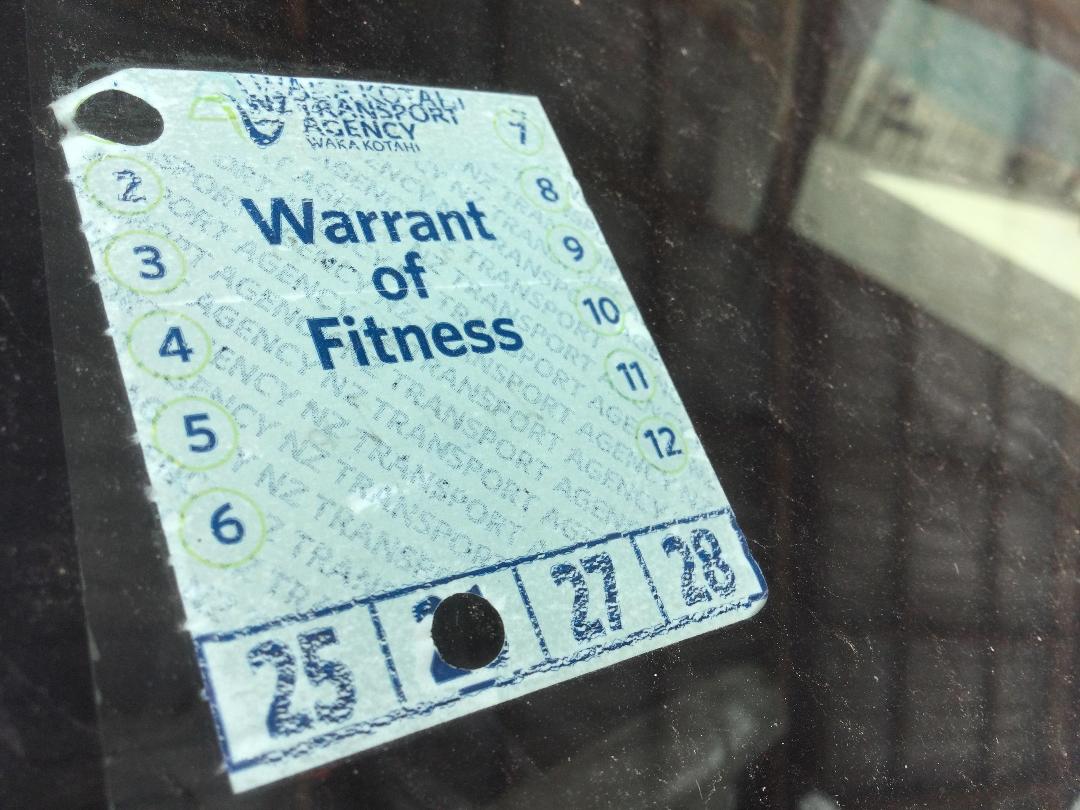 NZ TRANSPORT
AGENCY
WAKA KOTAHI
2
3
4
5
6
7
8
9
10
11
12
Warrant
of
Fitness
25 27 28